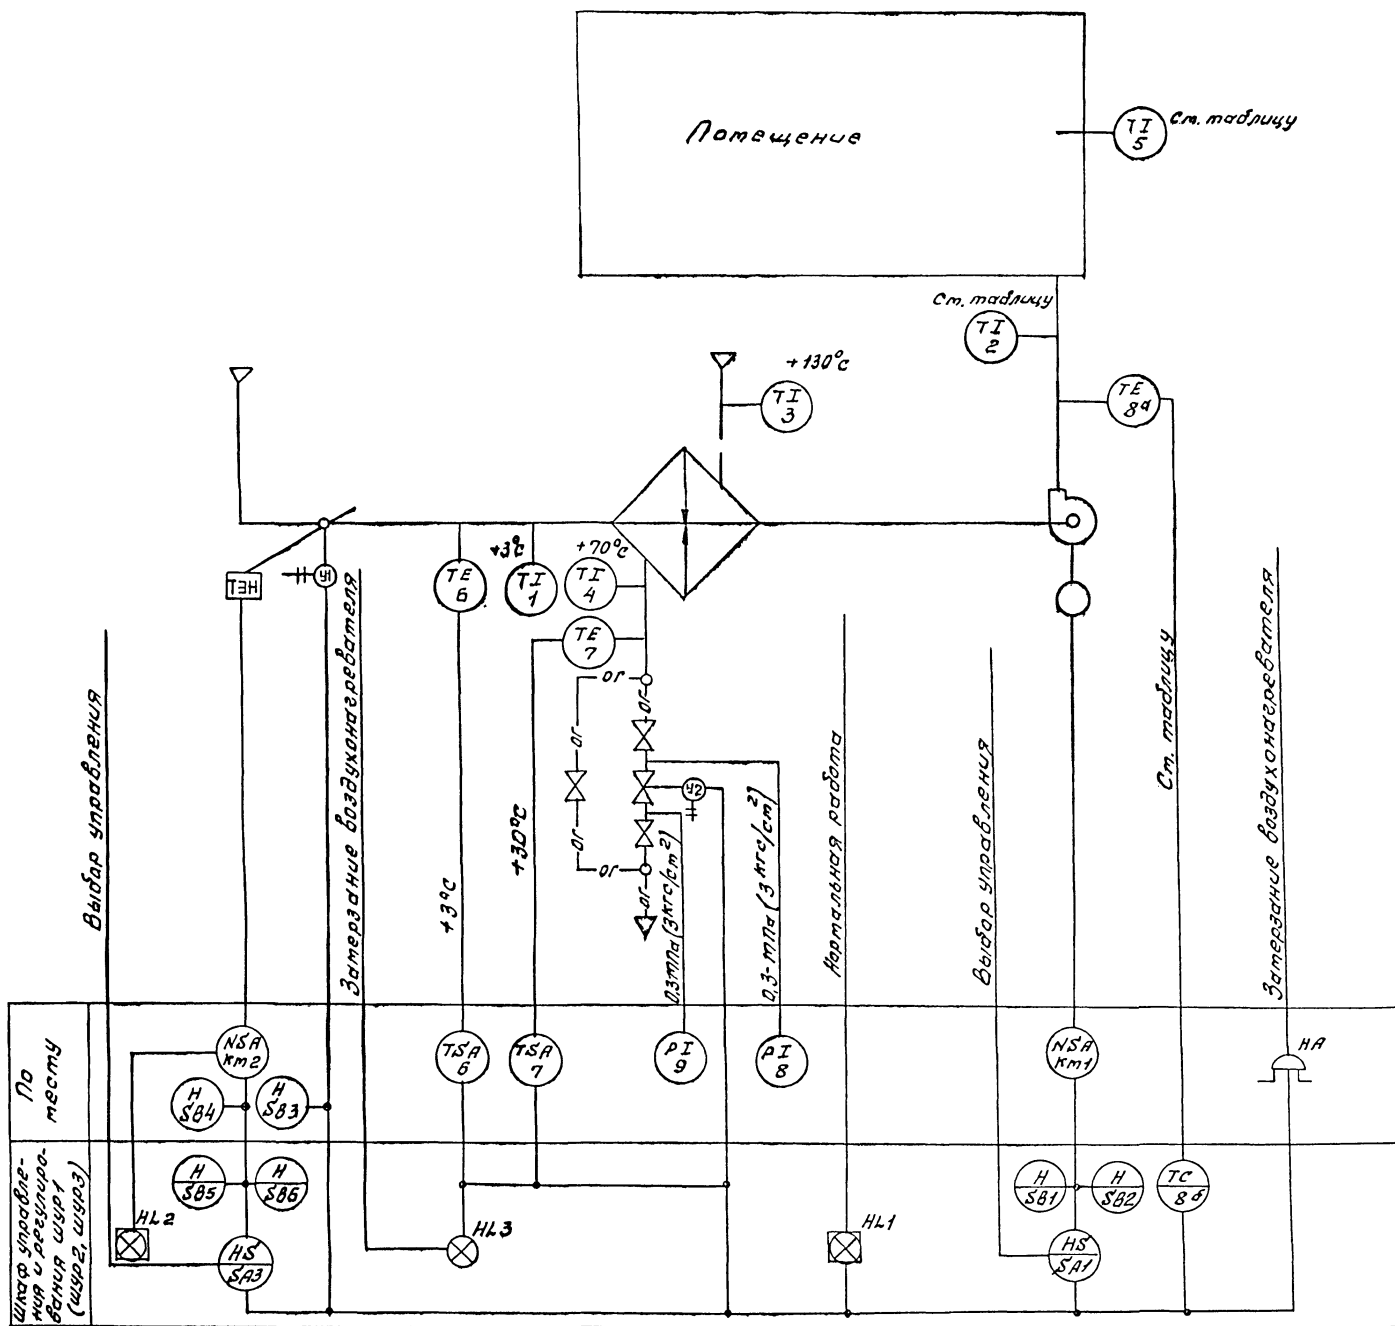 Помещение
TI
5
См. таблицу
См. таблицу
TI
2
+130°С
TI
3
TE
8а
+3°С
+70°С
ТЭН
У1
TE
6
TI
1
TI
4
TE
7
ог
ог
ог
ог
ог
ог
ог
У2
Выбор управления
Замерзание воздухонагревателя
+3°С
+30°С
0,3мПа (3кгс/см²)
0,3-мПа (3 кгс/см²)
Нормальная работа
Выбор управления
См. таблицу
Замерзание воздухонагревателя
По
месту
NSA
КМ2
H
SB4
H
SB3
TSA
6
TSA
7
PI
9
PI
8
NSA
КМ1
HA
Шкаф управле-
ния и регулиро-
вания ШУР1
(ШУР2, ШУР3)
H
SB5
H
SB6
HL2
HS
SA3
HL3
HL1
H
SB1
H
SB2
TC
8б
HS
SA1